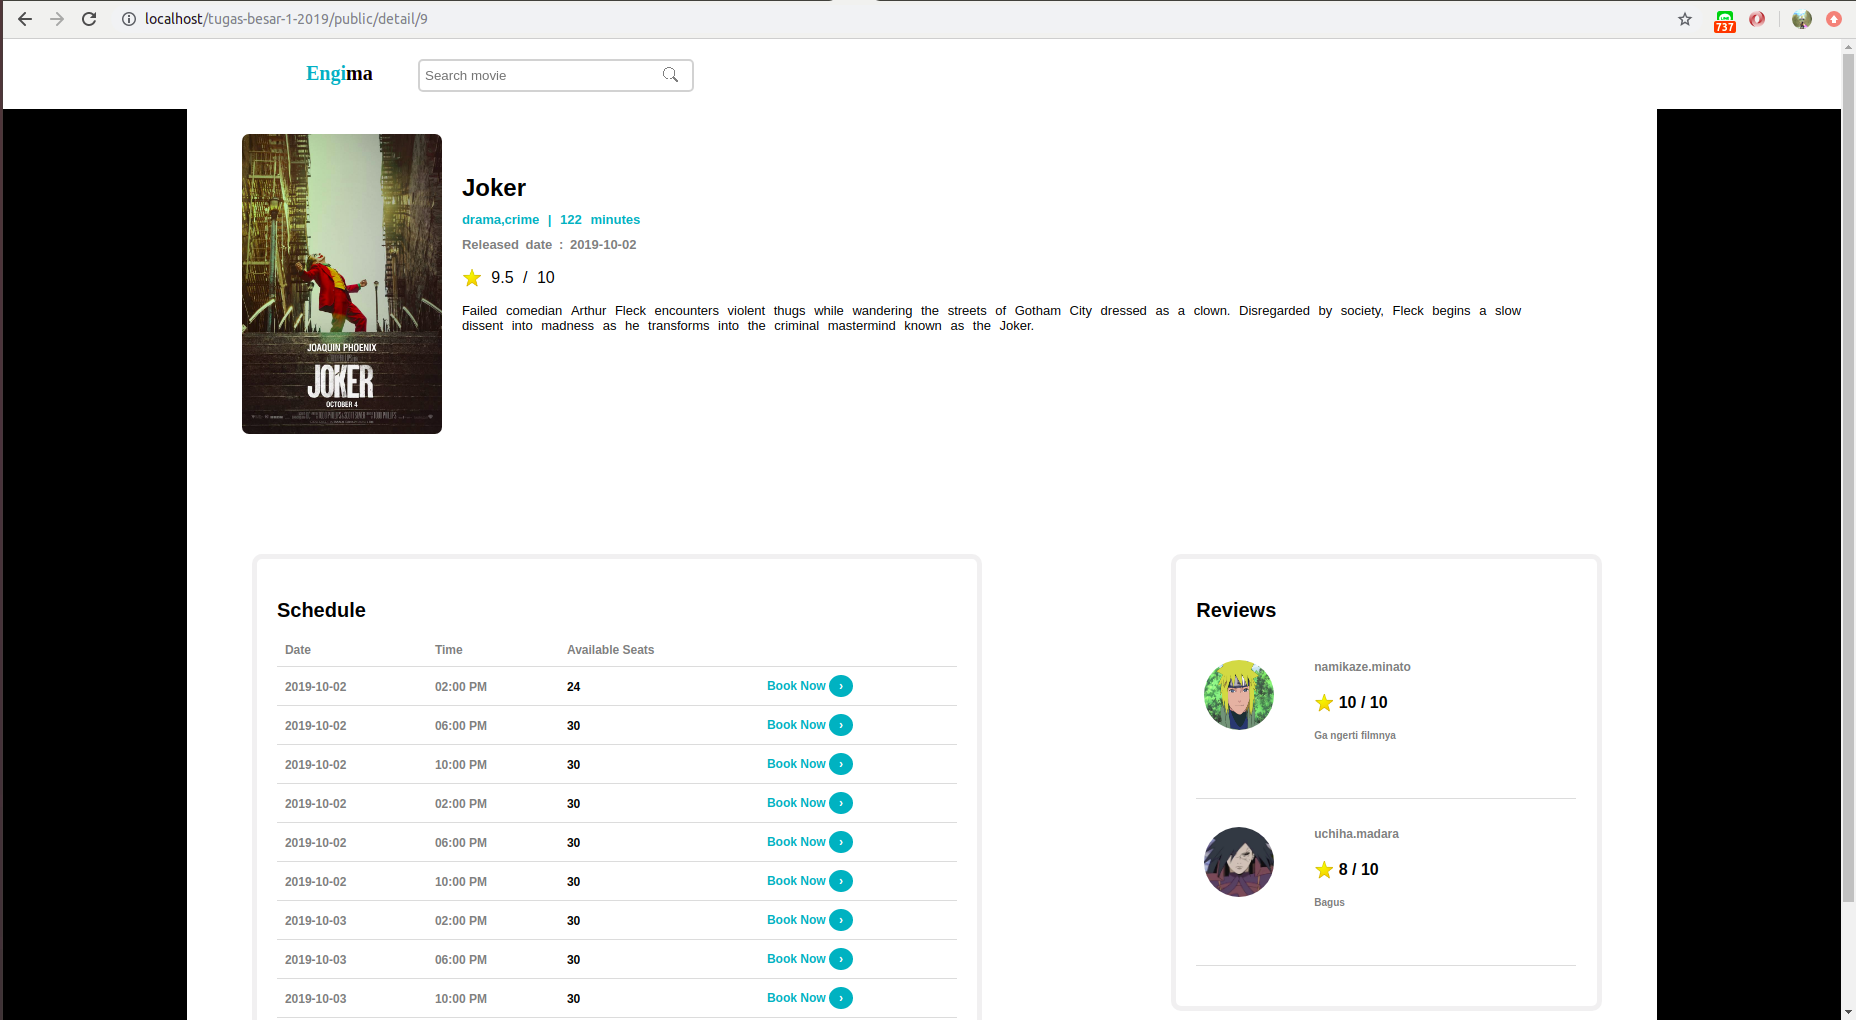 localhost/tugas-besar-1-2019/public/detail/9
737
Engima
Search movie
JOAQUIN PHOENIX
JOKER
OCTOBER 4
Joker
drama,crime | 122 minutes
Released date : 2019-10-02
9.5 / 10
Failed comedian Arthur Fleck encounters violent thugs while wandering the streets of Gotham City dressed as a clown. Disregarded by society, Fleck begins a slow
dissent into madness as he transforms into the criminal mastermind known as the Joker.
Schedule
Date Time Available Seats
2019-10-02 02:00 PM 24 Book Now ›
2019-10-02 06:00 PM 30 Book Now ›
2019-10-02 10:00 PM 30 Book Now ›
2019-10-02 02:00 PM 30 Book Now ›
2019-10-02 06:00 PM 30 Book Now ›
2019-10-02 10:00 PM 30 Book Now ›
2019-10-03 02:00 PM 30 Book Now ›
2019-10-03 06:00 PM 30 Book Now ›
2019-10-03 10:00 PM 30 Book Now ›
Reviews
namikaze.minato
10 / 10
Ga ngerti filmnya
uchiha.madara
8 / 10
Bagus